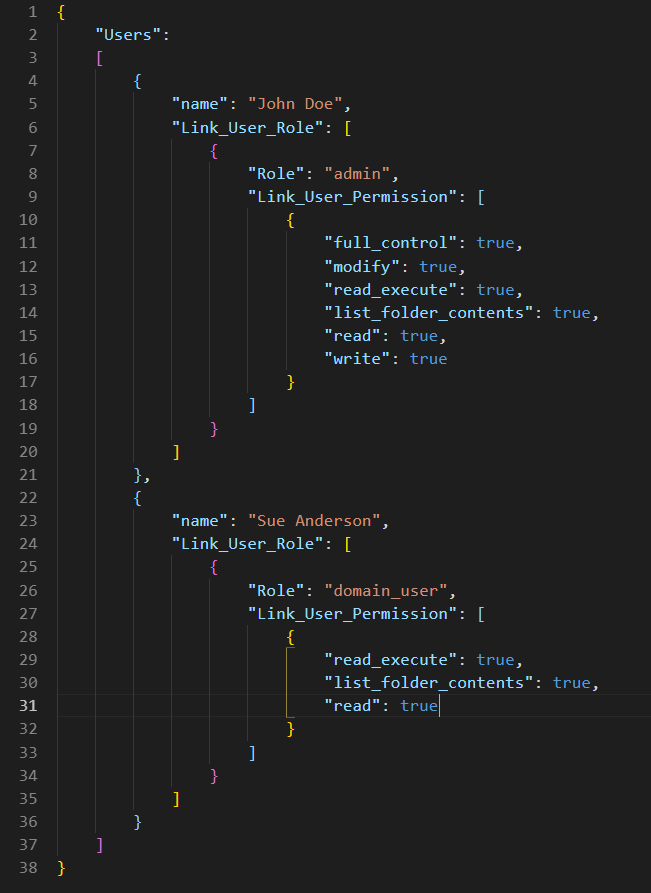 1 {
2     "Users":
3     [
4         {
5             "name": "John Doe",
6             "Link_User_Role": [
7                 {
8                     "Role": "admin",
9                     "Link_User_Permission": [
10                         {
11                             "full_control": true,
12                             "modify": true,
13                             "read_execute": true,
14                             "list_folder_contents": true,
15                             "read": true,
16                             "write": true
17                         }
18                     ]
19                 }
20             ]
21         },
22         {
23             "name": "Sue Anderson",
24             "Link_User_Role": [
25                 {
26                     "Role": "domain_user",
27                     "Link_User_Permission": [
28                         {
29                             "read_execute": true,
30                             "list_folder_contents": true,
31                             "read": true
32                         }
33                     ]
34                 }
35             ]
36         }
37     ]
38 }